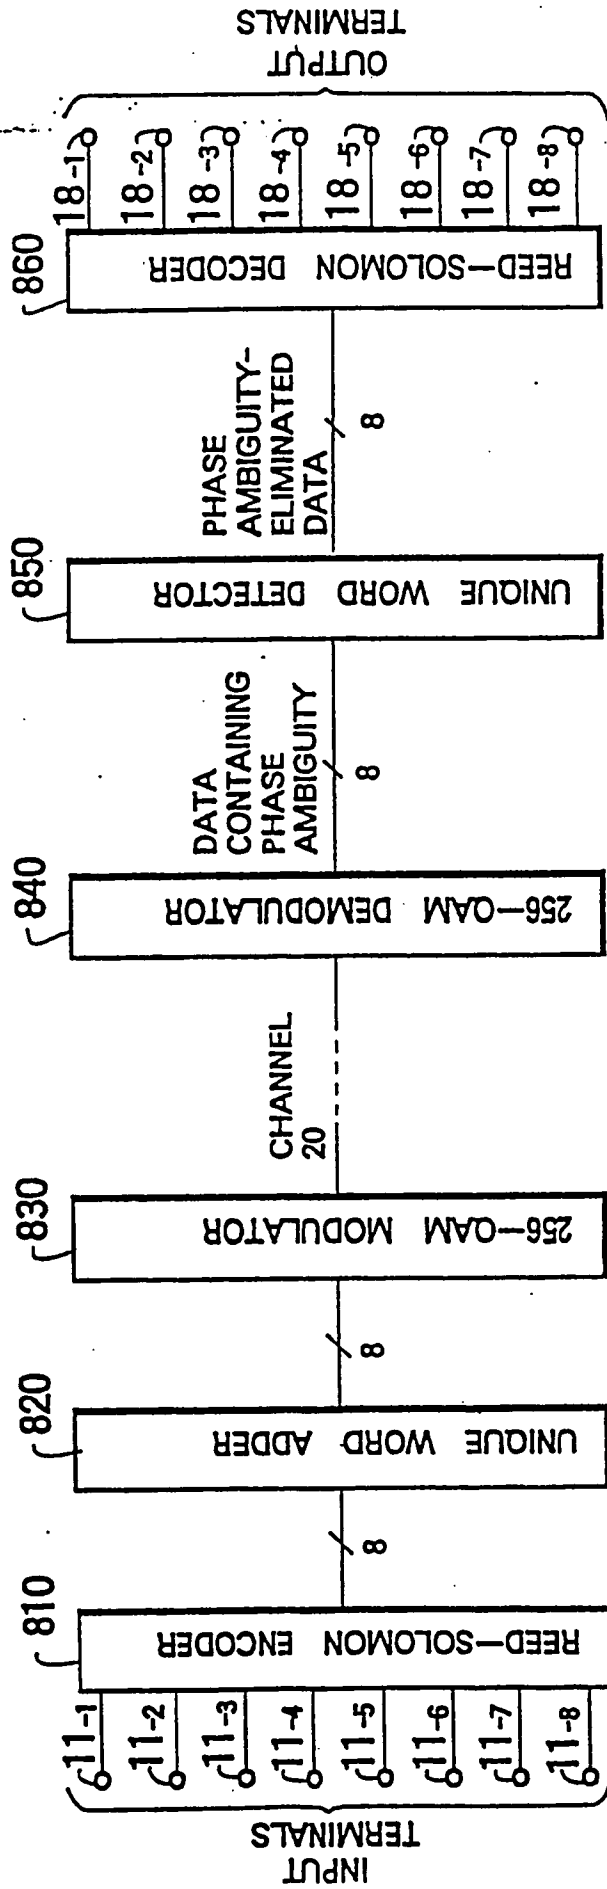 INPUT
TERMINALS
11-1
11-2
11-3
11-4
11-5
11-6
11-7
11-8
810
REED-SOLOMON ENCODER
8
820
UNIQUE WORD ADDER
8
830
256-QAM MODULATOR
CHANNEL
20
840
256-QAM DEMODULATOR
DATA
CONTAINING
PHASE
AMBIGUITY
8
850
UNIQUE WORD DETECTOR
PHASE
AMBIGUITY-
ELIMINATED
DATA
8
860
REED-SOLOMON DECODER
18-1
18-2
18-3
18-4
18-5
18-6
18-7
18-8
OUTPUT
TERMINALS